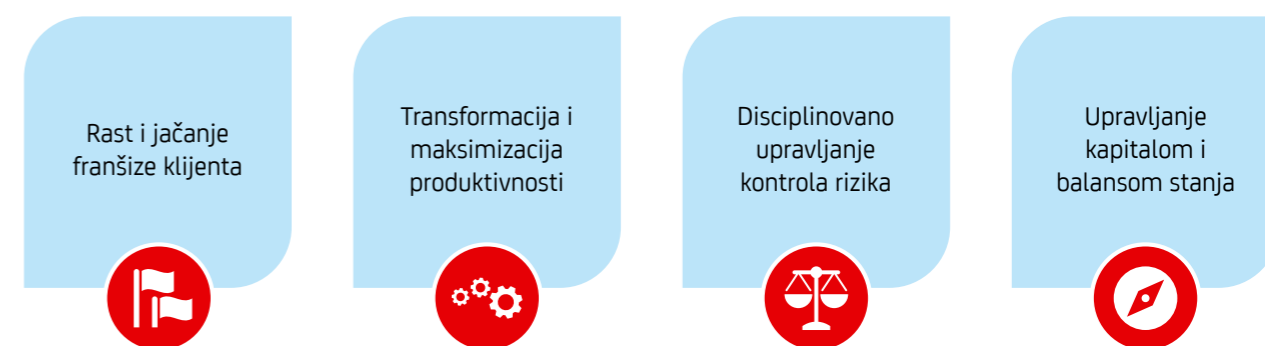 Rast i jačanje
franšize klijenta
Transformacija i
maksimizacija
produktivnosti
Disciplinovano
upravljanje
kontrola rizika
Upravljanje
kapitalom i
balansom stanja